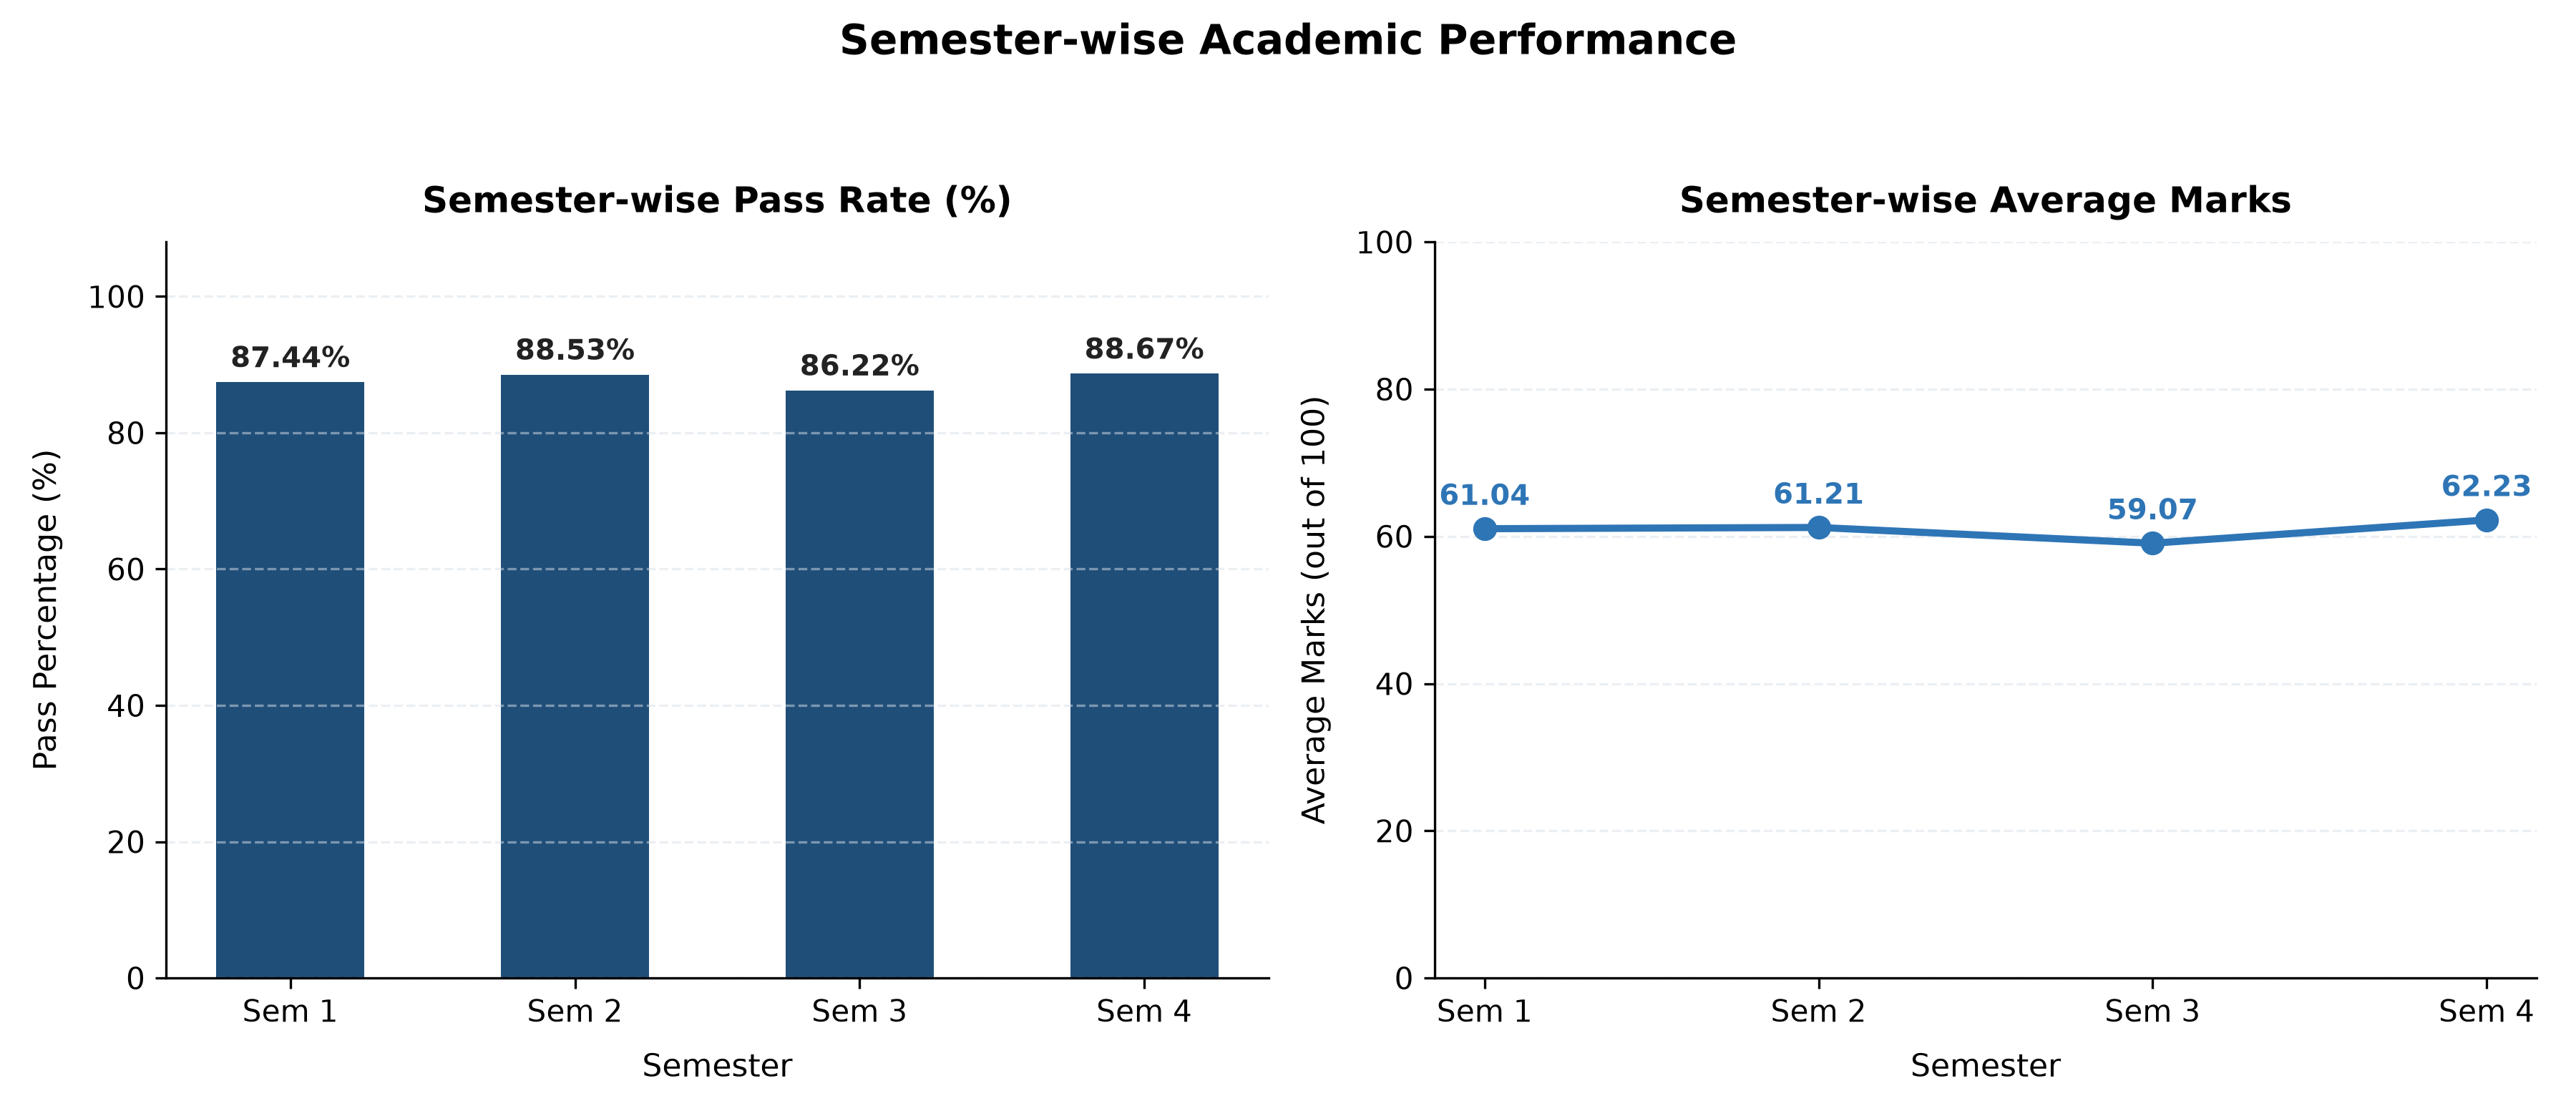 Semester-wise Academic Performance
Semester-wise Pass Rate (%)
Pass Percentage (%)
100
80
60
40
20
0
87.44%
88.53%
86.22%
88.67%
Sem 1
Sem 2
Sem 3
Sem 4
Semester
Semester-wise Average Marks
Average Marks (out of 100)
100
80
60
40
20
0
61.04
61.21
59.07
62.23
Sem 1
Sem 2
Sem 3
Sem 4
Semester